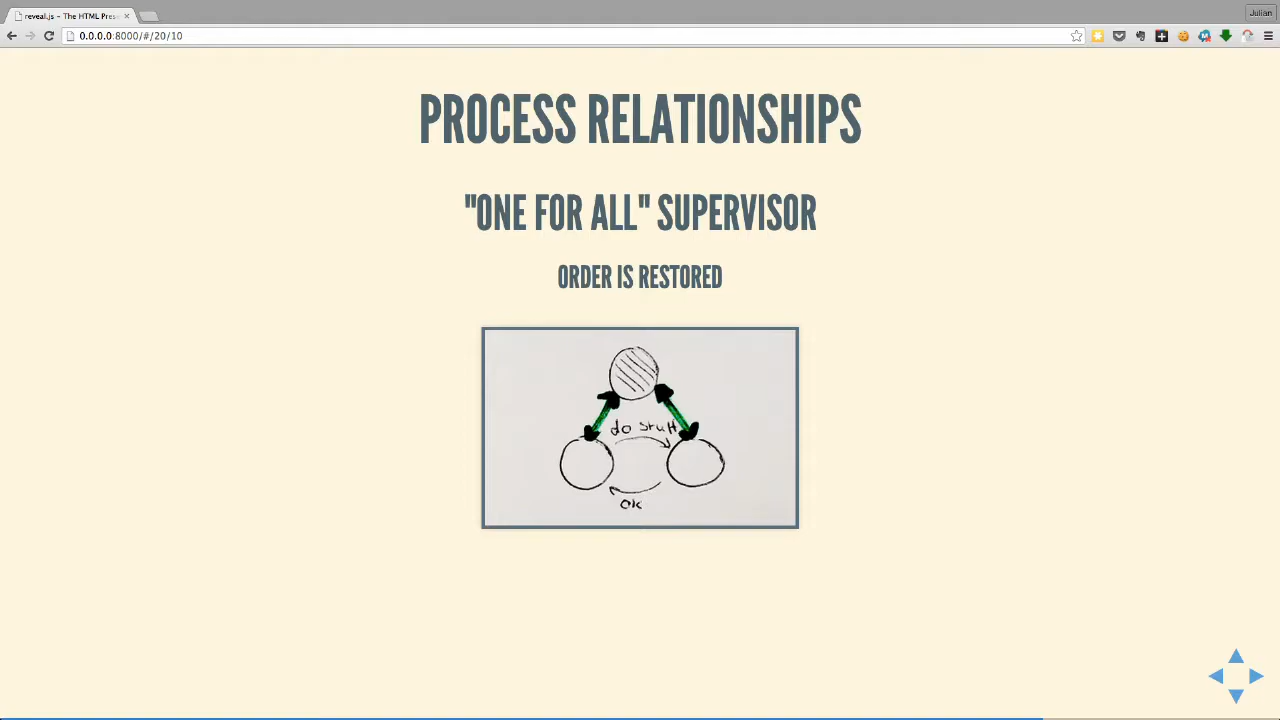 reveal.js – The HTML Pres
Julian
0.0.0.0:8000/#/20/10
PROCESS RELATIONSHIPS
"ONE FOR ALL" SUPERVISOR
ORDER IS RESTORED
do stuff
ok